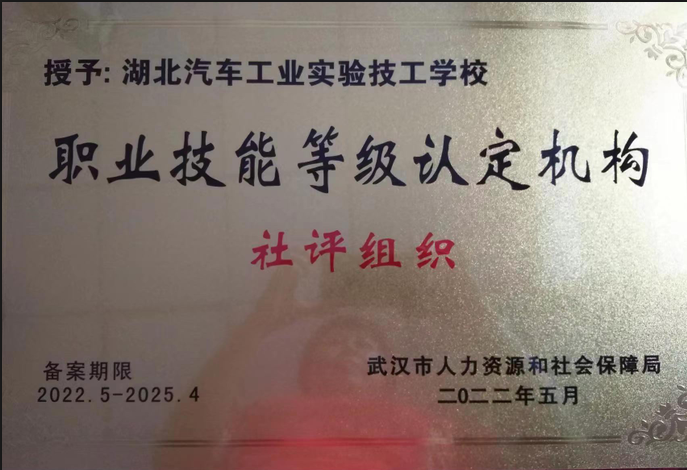 授予:湖北汽车工业实验技工学校
职业技能等级认定机构
社评组织
备案期限
2022.5-2025.4
武汉市人力资源和社会保障局
二〇二二年五月